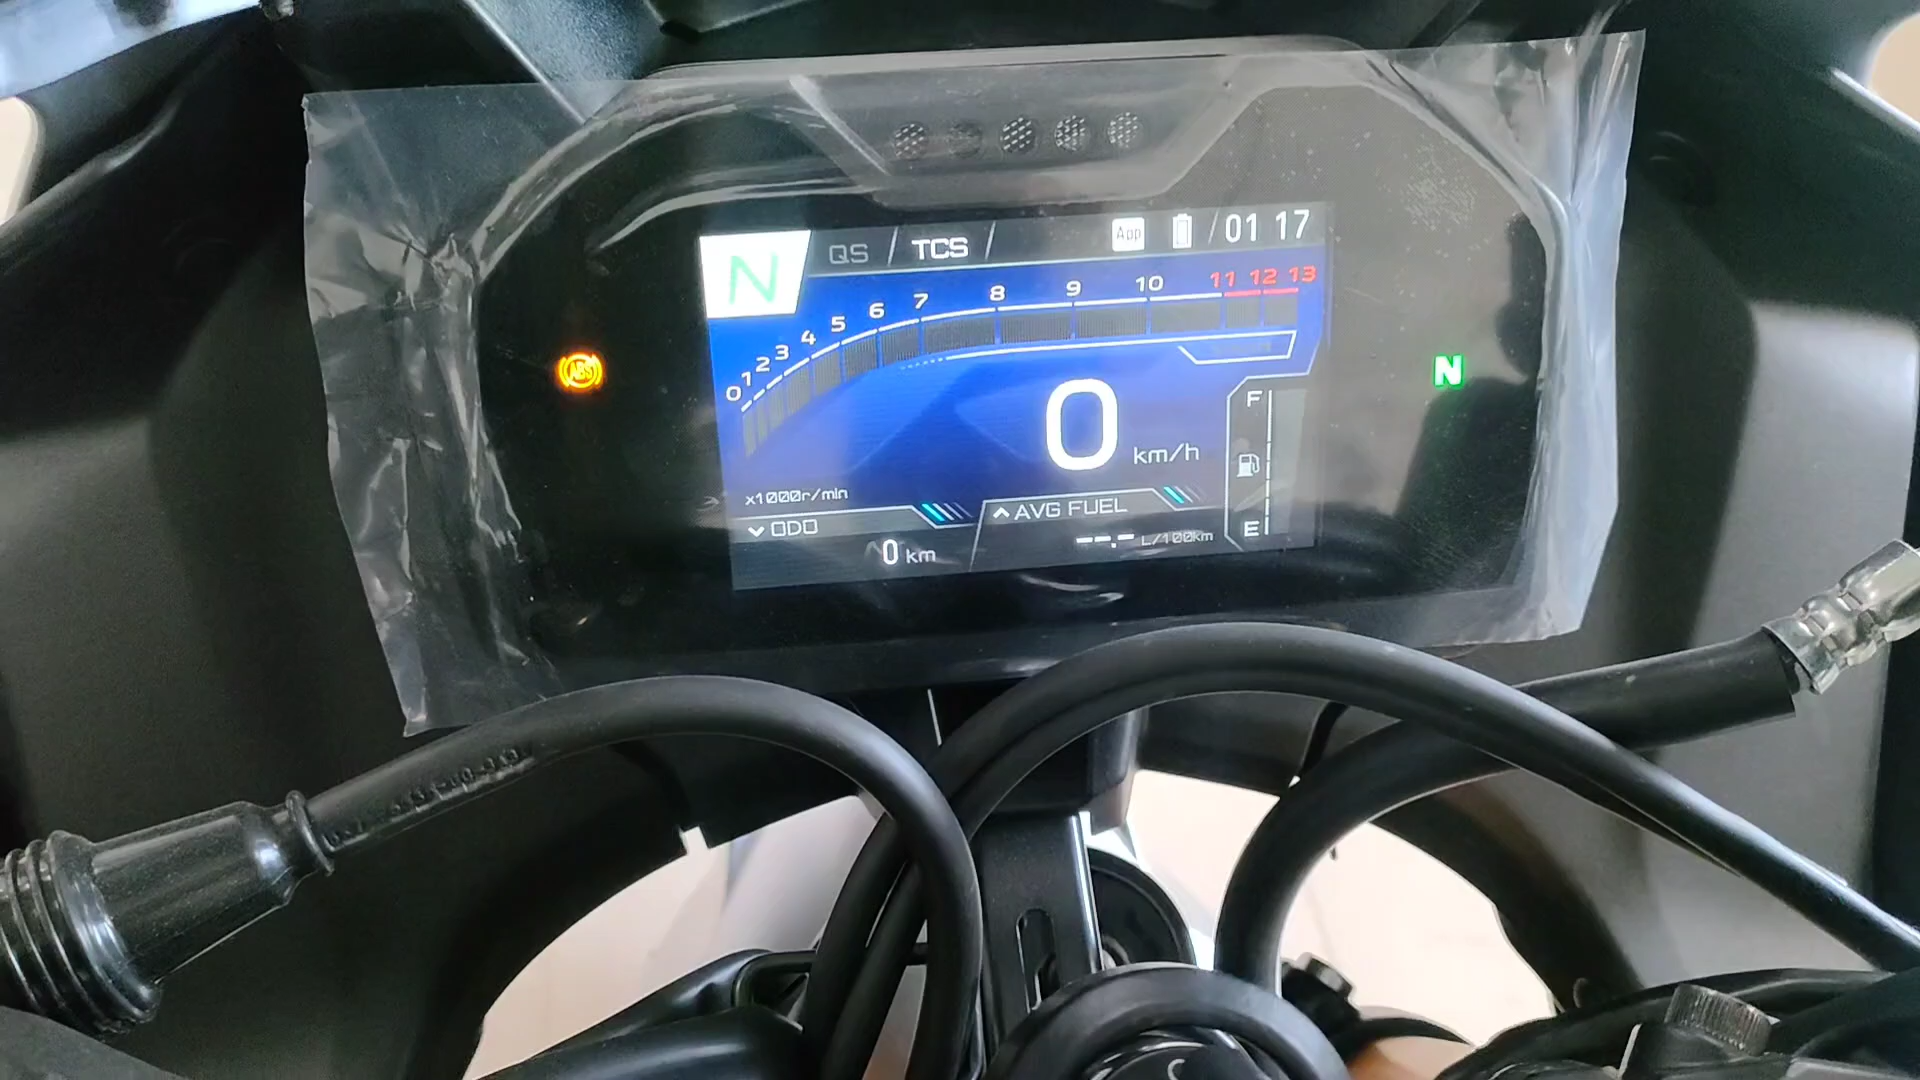 N QS TCS App 01 17
0 1 2 3 4 5 6 7 8 9 10 11 12 13
ABS
N
0 km/h
F
x1000r/min
ODO
AVG FUEL
E
0 km
--.- L/100km